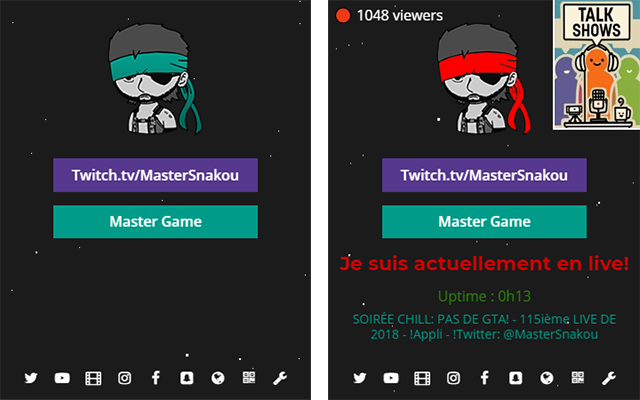 Twitch.tv/MasterSnakou
Master Game
1048 viewers
TALK
SHOWS
Twitch.tv/MasterSnakou
Master Game
Je suis actuellement en live!
Uptime : 0h13
SOIRÉE CHILL: PAS DE GTA! - 115ième LIVE DE
2018 - !Appli - !Twitter: @MasterSnakou